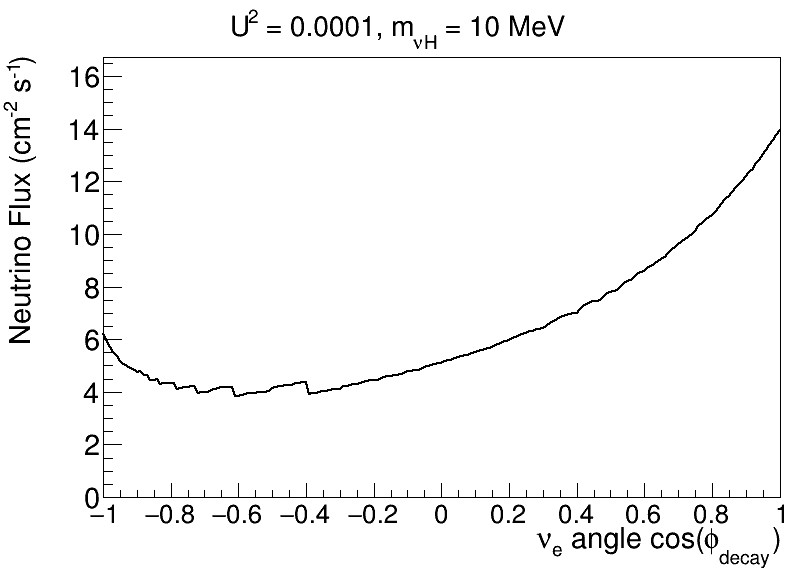 U² = 0.0001, m_νH = 10 MeV
Neutrino Flux (cm⁻² s⁻¹)
16
14
12
10
8
6
4
2
0
−1 −0.8 −0.6 −0.4 −0.2 0 0.2 0.4 0.6 0.8 1
ν_e angle cos(ϕ_decay)